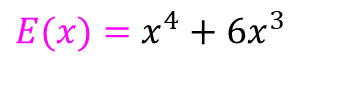 E(x) = x⁴ + 6x³